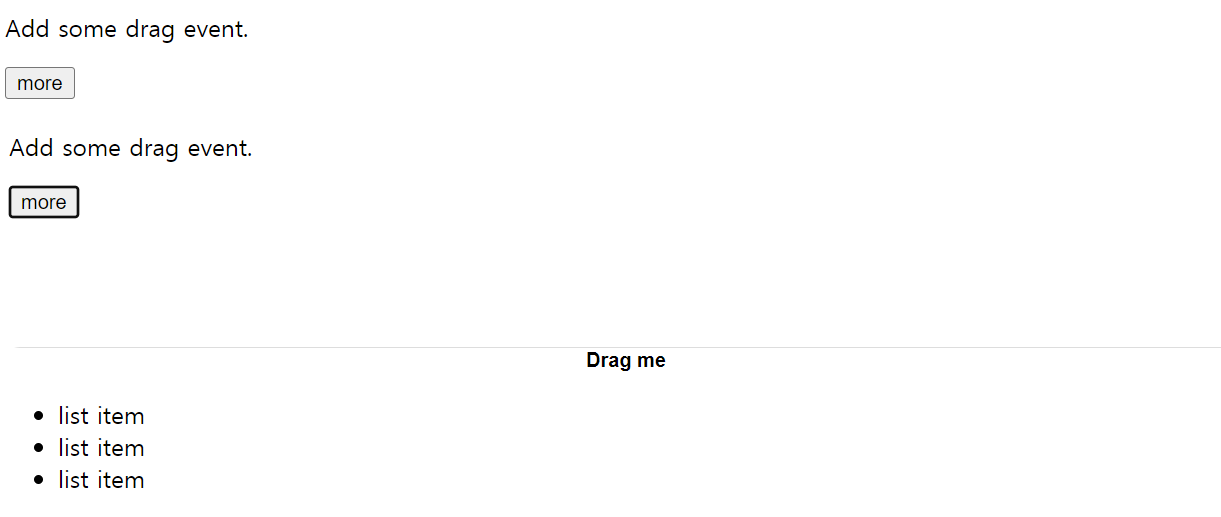 Add some drag event.
more
Add some drag event.
more
Drag me
list item
list item
list item